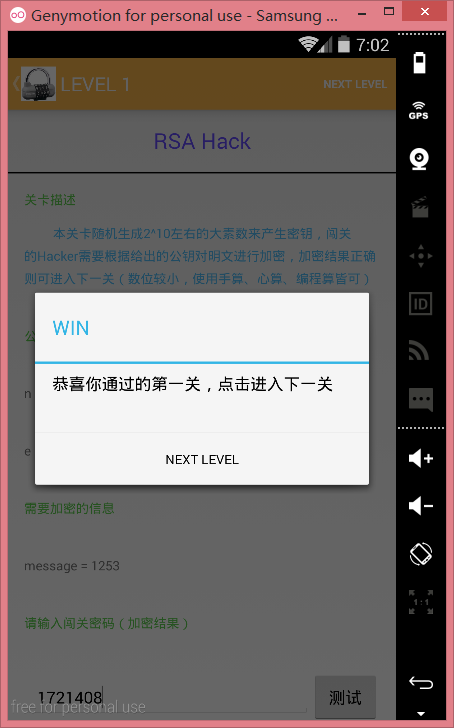 Genymotion for personal use - Samsung ...
7:02
LEVEL 1
NEXT LEVEL
RSA Hack
关卡描述
本关卡随机生成2^10左右的大素数来产生密钥，闯关
的Hacker需要根据给出的公钥对明文进行加密，加密结果正确
则可进入下一关（数位较小，使用手算、心算、编程算皆可）
WIN
恭喜你通过的第一关，点击进入下一关
n
e
NEXT LEVEL
需要加密的信息
message = 1253
请输入闯关密码（加密结果）
1721408
测试
free for personal use
GPS
ID
1:1